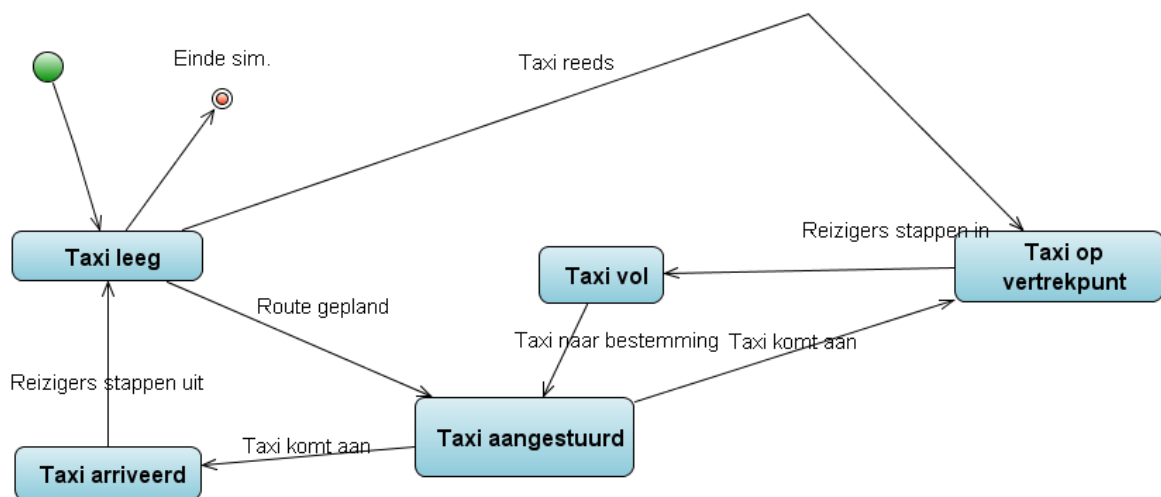 Einde sim.
Taxi reeds
Taxi leeg
Reizigers stappen in
Taxi op
vertrekpunt
Taxi vol
Route gepland
Taxi naar bestemming
Taxi komt aan
Reizigers stappen uit
Taxi aangestuurd
Taxi komt aan
Taxi arriveerd